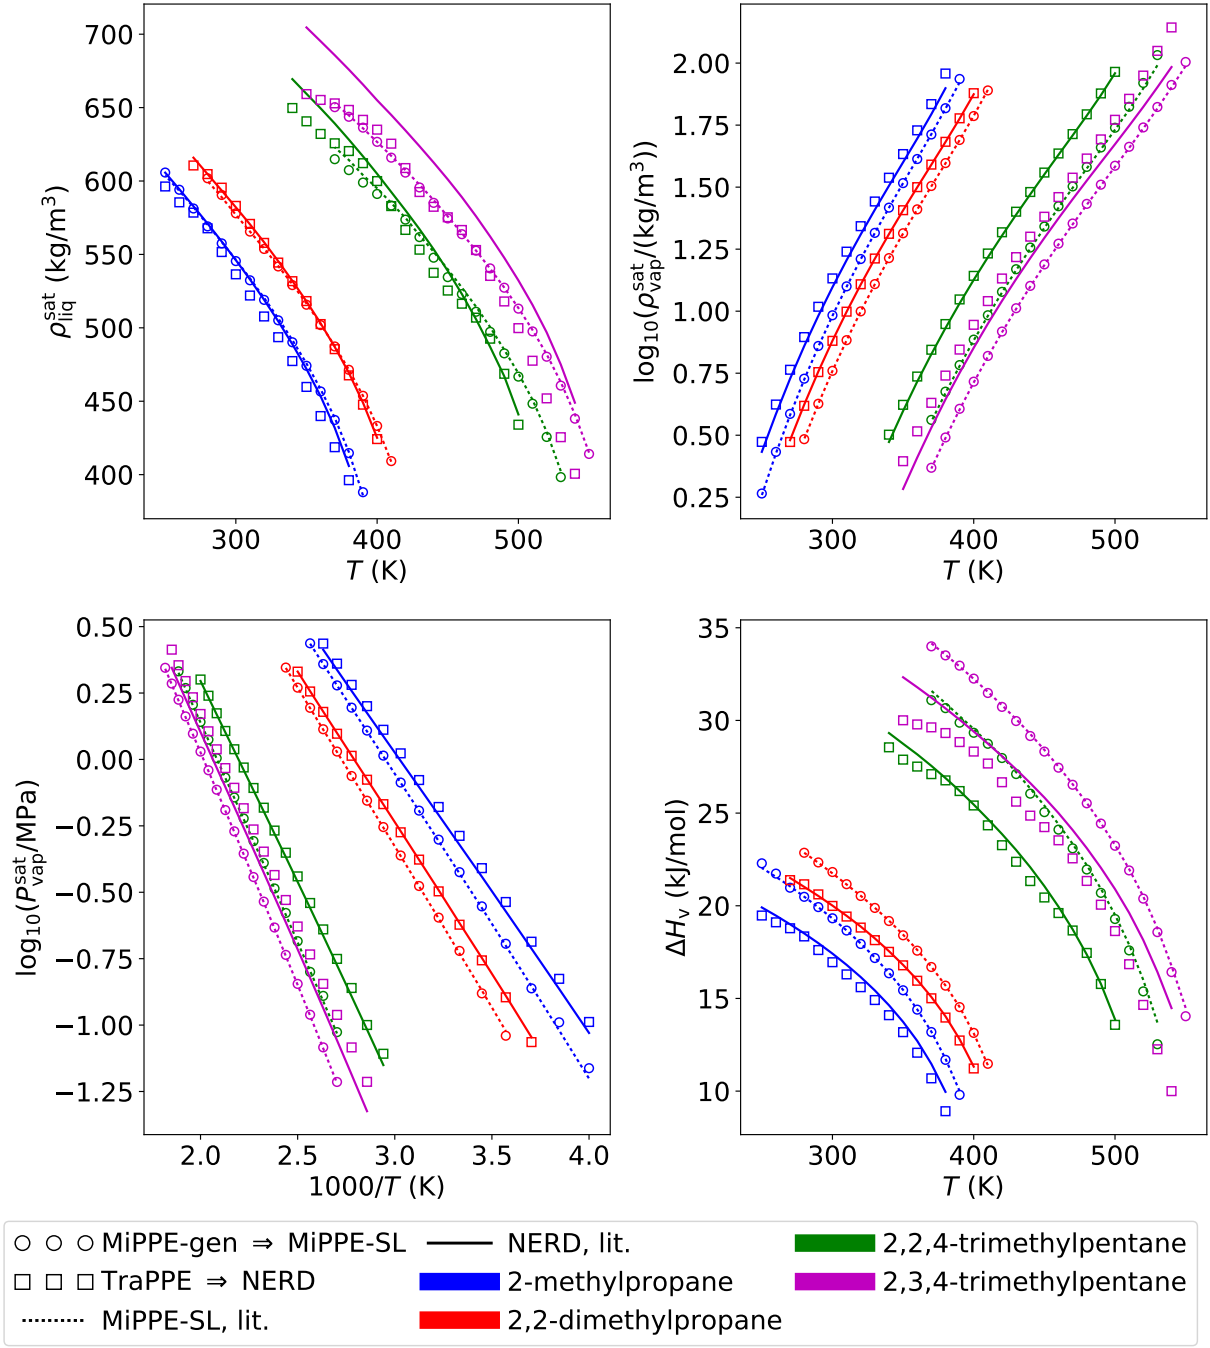 700
650
600
550
500
450
400
ρ_liq^sat (kg/m³)
300 400 500
T (K)
2.00
1.75
1.50
1.25
1.00
0.75
0.50
0.25
log₁₀(ρ_vap^sat/(kg/m³))
300 400 500
T (K)
0.50
0.25
0.00
−0.25
−0.50
−0.75
−1.00
−1.25
log₁₀(P_vap^sat/MPa)
2.0 2.5 3.0 3.5 4.0
1000/T (K)
35
30
25
20
15
10
ΔH_v (kJ/mol)
300 400 500
T (K)
MiPPE-gen ⇒ MiPPE-SL
TraPPE ⇒ NERD
MiPPE-SL, lit.
NERD, lit.
2-methylpropane
2,2-dimethylpropane
2,2,4-trimethylpentane
2,3,4-trimethylpentane